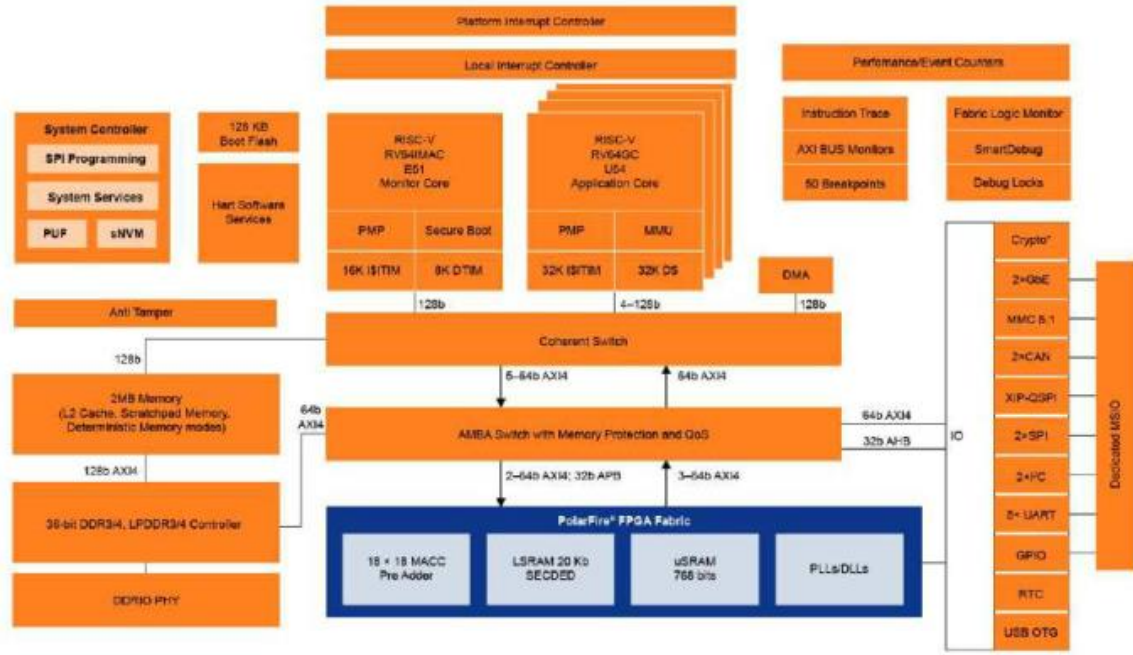 Platform Interrupt Controller
Local Interrupt Controller
Perfomance/Event Counters
System Controller
SPI Programming
System Services
PUF
sNVM
128 KB
Boot Flash
Hart Software
Services
RISC-V
RV64IMAC
E51
Monitor Core
PMP
Secure Boot
16K I$ITIM
8K DTIM
RISC-V
RV64GC
U54
Application Core
PMP
MMU
32K I$ITIM
32K D$
Instruction Trace
AXI BUS Monitors
50 Breakpoints
Fabric Logic Monitor
SmartDebug
Debug Locks
DMA
128b
4–128b
128b
Anti Tamper
Coherent Switch
128b
5–64b AXI4
64b AXI4
2MB Memory
(L2 Cache, Scratchpad Memory,
Deterministic Memory modes)
64b
AXI4
AMBA Switch with Memory Protection and QoS
64b AXI4
32b AHB
128b AXI4
2–64b AXI4; 32b APB
3–64b AXI4
36-bit DDR3/4, LPDDR3/4 Controller
DDRIO PHY
PolarFire® FPGA Fabric
18 × 18 MACC
Pre Adder
LSRAM 20 Kb
SECDED
uSRAM
768 bits
PLLs/DLLs
IO
Crypto*
2×GbE
MMC 5.1
2×CAN
XIP-QSPI
2×SPI
2×I²C
5× UART
GPIO
RTC
USB OTG
Dedicated MSIO